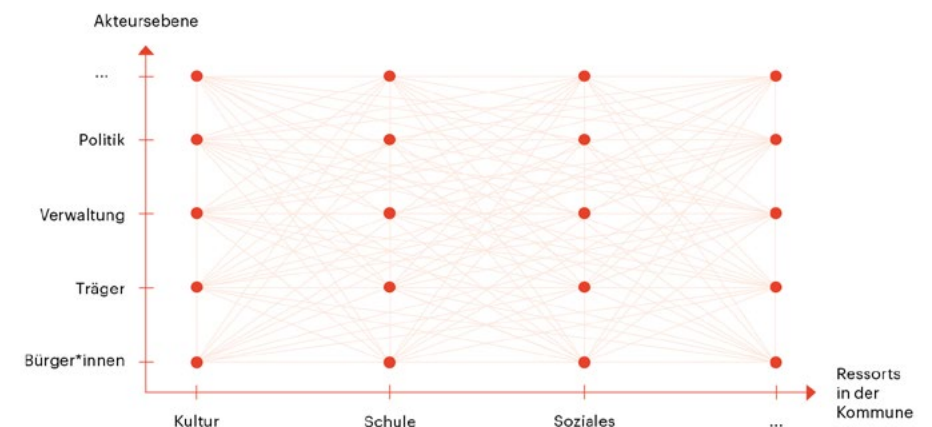 Akteursebene
...
Politik
Verwaltung
Träger
Bürger*innen
Ressorts
in der
Kommune
Kultur
Schule
Soziales
...